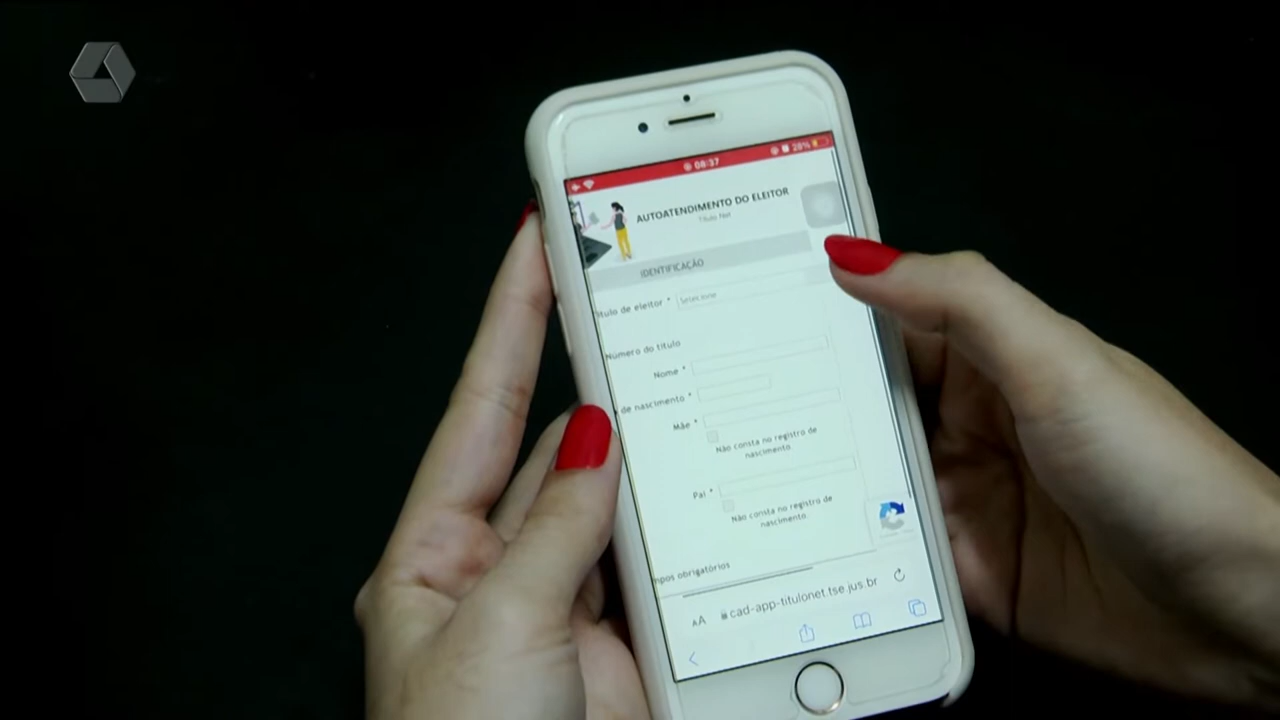 08:37
28%
AUTOATENDIMENTO DO ELEITOR
Título Net
IDENTIFICAÇÃO
ítulo de eleitor *
Selecione
Número do título
Nome *
de nascimento *
Mãe *
Não consta no registro de
nascimento.
Pai *
Não consta no registro de
nascimento.
mpos obrigatórios
AA
cad-app-titulonet.tse.jus.br